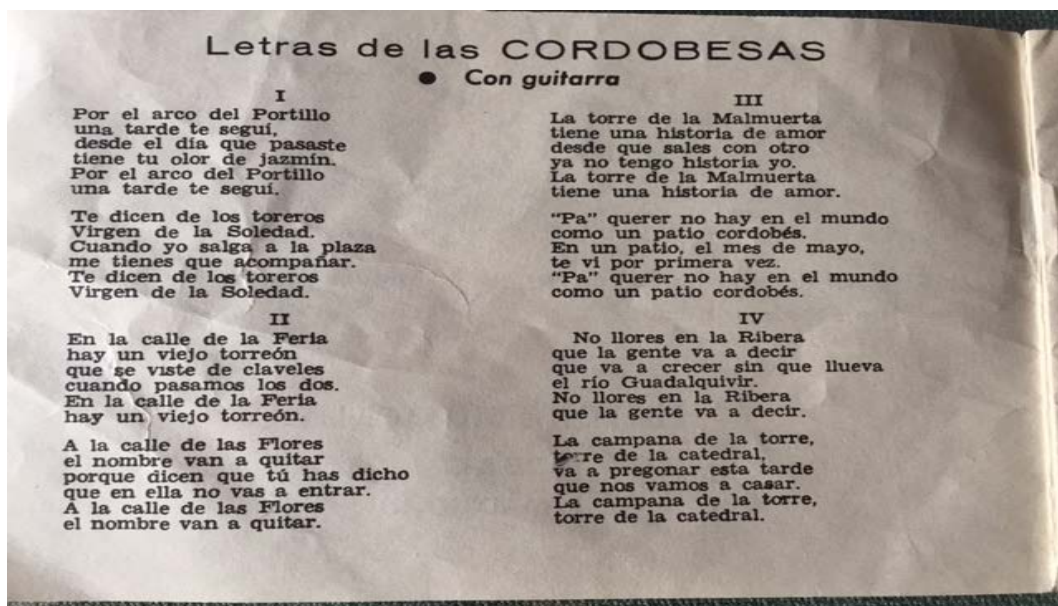 Letras de las CORDOBESAS
● Con guitarra
I
Por el arco del Portillo
una tarde te seguí,
desde el día que pasaste
tiene tu olor de jazmín.
Por el arco del Portillo
una tarde te seguí.
Te dicen de los toreros
Virgen de la Soledad.
Cuando yo salga a la plaza
me tienes que acompañar.
Te dicen de los toreros
Virgen de la Soledad.
II
En la calle de la Feria
hay un viejo torreón
que se viste de claveles
cuando pasamos los dos.
En la calle de la Feria
hay un viejo torreón.
A la calle de las Flores
el nombre van a quitar
porque dicen que tú has dicho
que en ella no vas a entrar.
A la calle de las Flores
el nombre van a quitar.
III
La torre de la Malmuerta
tiene una historia de amor
desde que sales con otro
ya no tengo historia yo.
La torre de la Malmuerta
tiene una historia de amor.
"Pa" querer no hay en el mundo
como un patio cordobés.
En un patio, el mes de mayo,
te vi por primera vez.
"Pa" querer no hay en el mundo
como un patio cordobés.
IV
No llores en la Ribera
que la gente va a decir
que va a crecer sin que llueva
el río Guadalquivir.
No llores en la Ribera
que la gente va a decir.
La campana de la torre,
torre de la catedral,
va a pregonar esta tarde
que nos vamos a casar.
La campana de la torre,
torre de la catedral.